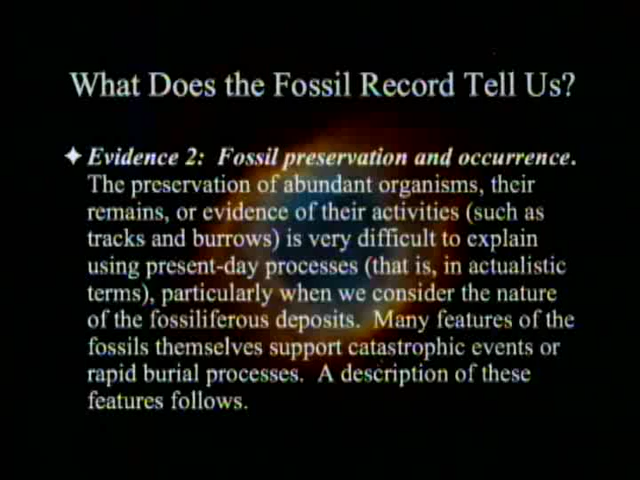 What Does the Fossil Record Tell Us?
Evidence 2: Fossil preservation and occurrence.
The preservation of abundant organisms, their
remains, or evidence of their activities (such as
tracks and burrows) is very difficult to explain
using present-day processes (that is, in actualistic
terms), particularly when we consider the nature
of the fossiliferous deposits. Many features of the
fossils themselves support catastrophic events or
rapid burial processes. A description of these
features follows.